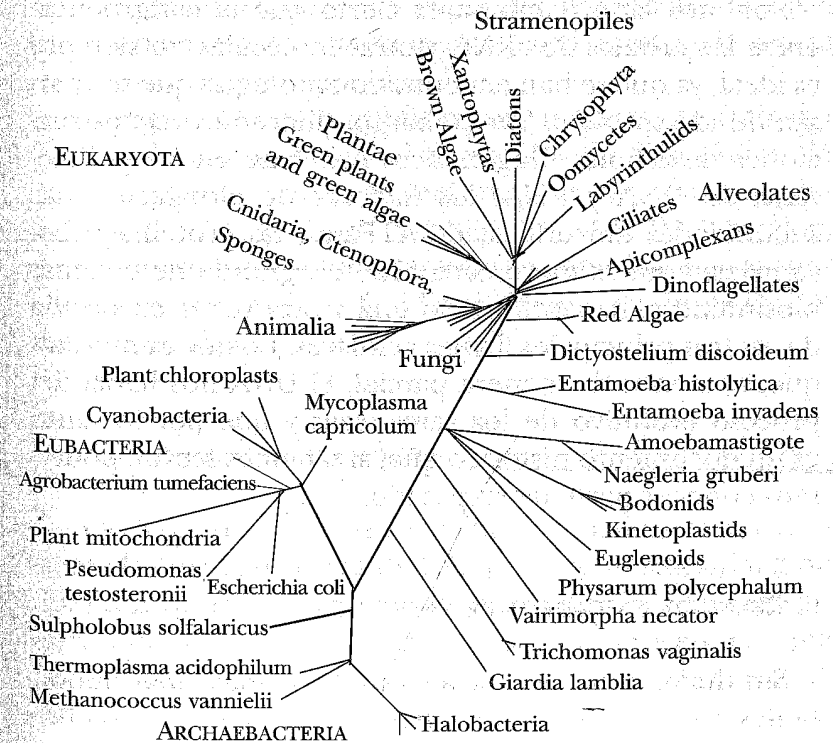 Stramenopiles
Brown Algae
Xantophytas
Diatons
Chrysophyta
Oomycetes
Labyrinthulids
EUKARYOTA
Plantae
Green plants
and green algae
Alveolates
Ciliates
Apicomplexans
Dinoflagellates
Cnidaria, Ctenophora,
Sponges
Animalia
Fungi
Red Algae
Dictyostelium discoideum
Entamoeba histolytica
Entamoeba invadens
Amoebamastigote
Naegleria gruberi
Bodonids
Kinetoplastids
Euglenoids
Physarum polycephalum
Vairimorpha necator
Trichomonas vaginalis
Giardia lamblia
Plant chloroplasts
Mycoplasma
capricolum
Cyanobacteria
EUBACTERIA
Agrobacterium tumefaciens
Plant mitochondria
Pseudomonas
testosteronii
Escherichia coli
Sulpholobus solfalaricus
Thermoplasma acidophilum
Methanococcus vannielii
ARCHAEBACTERIA
Halobacteria